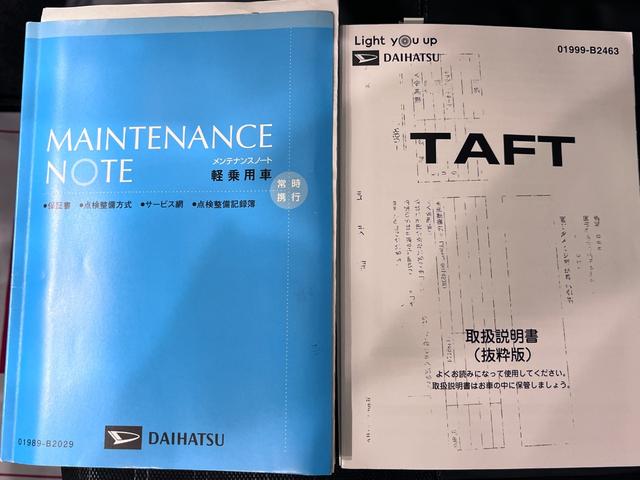 MAINTENANCE
NOTE
メンテナンスノート
軽乗用車
常時
携行
●保証書 ●点検整備方式 ●サービス網 ●点検整備記録簿
DAIHATSU
01989-B2029
Light you up
DAIHATSU
01999-B2463
TAFT
取扱説明書
（抜粋版）
よくお読みになって使用してください。
取扱説明書はお車の中に保管しましょう。